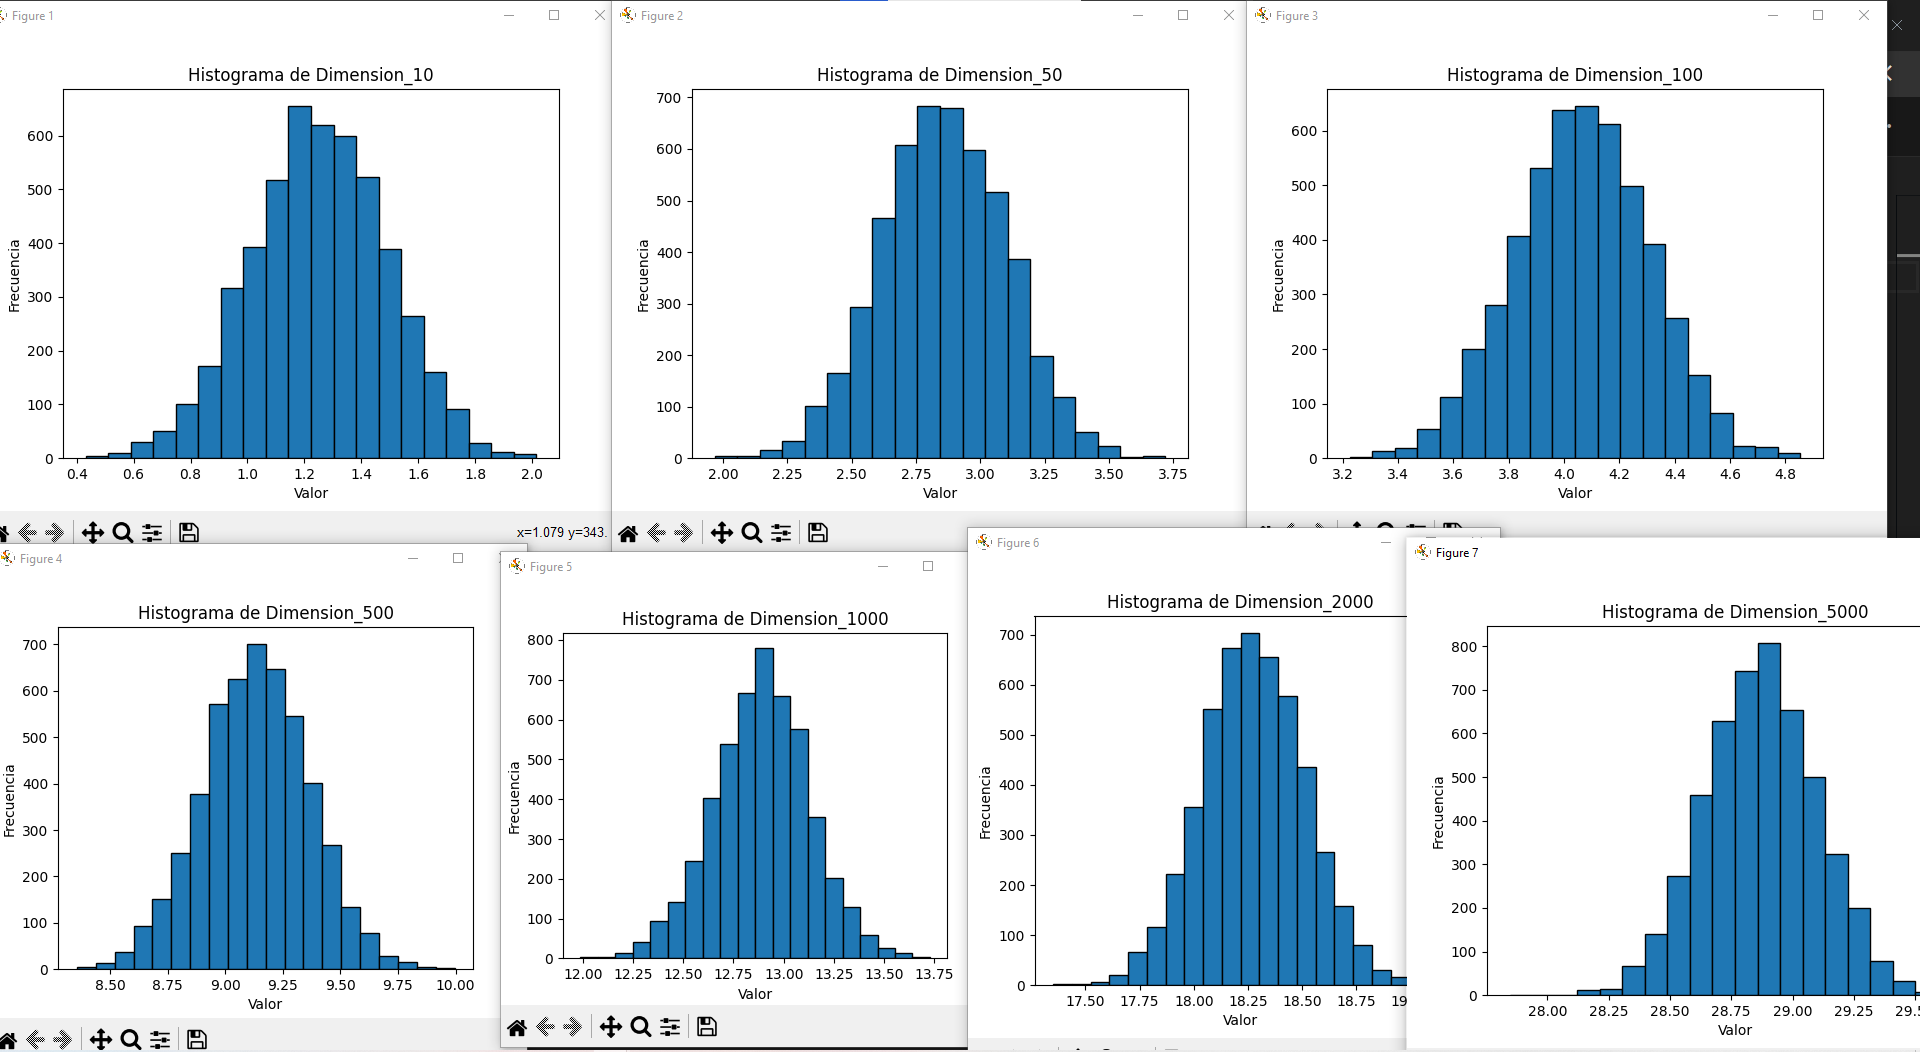 Figure 1
Histograma de Dimension_10
600
500
400
300
200
100
0
Frecuencia
0.4 0.6 0.8 1.0 1.2 1.4 1.6 1.8 2.0
Valor
x=1.079 y=343.
Figure 2
Histograma de Dimension_50
700
600
500
400
300
200
100
0
Frecuencia
2.00 2.25 2.50 2.75 3.00 3.25 3.50 3.75
Valor
Figure 3
Histograma de Dimension_100
600
500
400
300
200
100
0
Frecuencia
3.2 3.4 3.6 3.8 4.0 4.2 4.4 4.6 4.8
Valor
Figure 4
Histograma de Dimension_500
700
600
500
400
300
200
100
0
Frecuencia
8.50 8.75 9.00 9.25 9.50 9.75 10.00
Valor
Figure 5
Histograma de Dimension_1000
800
700
600
500
400
300
200
100
0
Frecuencia
12.00 12.25 12.50 12.75 13.00 13.25 13.50 13.75
Valor
Figure 6
Histograma de Dimension_2000
700
600
500
400
300
200
100
0
Frecuencia
17.50 17.75 18.00 18.25 18.50 18.75 19
Valor
Figure 7
Histograma de Dimension_5000
800
700
600
500
400
300
200
100
0
Frecuencia
28.00 28.25 28.50 28.75 29.00 29.25 29.5
Valor